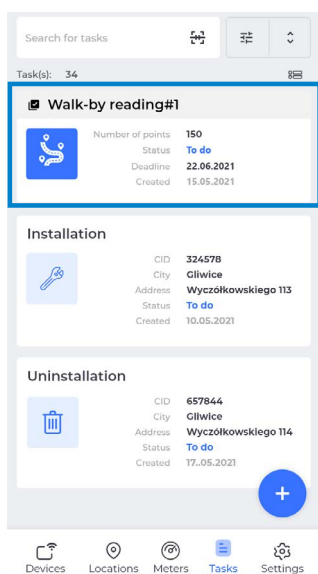 Search for tasks
Task(s): 34
Walk-by reading#1
Number of points 150
Status To do
Deadline 22.06.2021
Created 15.05.2021
Installation
CID 324578
City Gliwice
Address Wyczółkowskiego 113
Status To do
Created 10.05.2021
Uninstallation
CID 657844
City Gliwice
Address Wyczółkowskiego 114
Status To do
Created 17..05.2021
Devices Locations Meters Tasks Settings